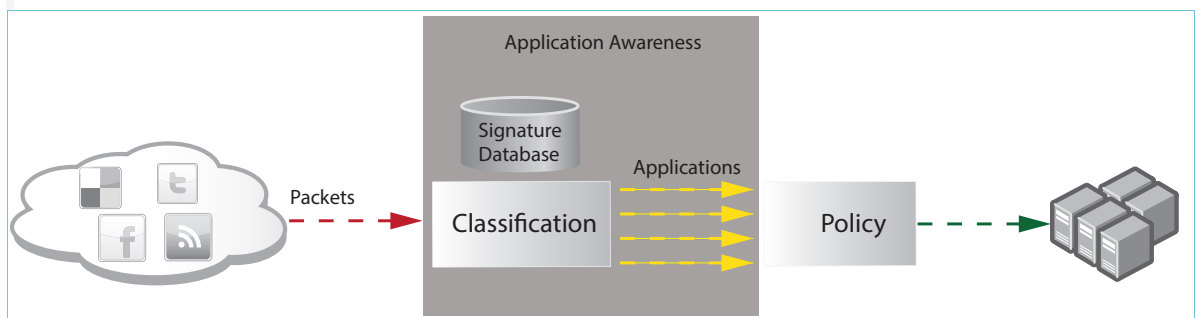 Application Awareness
Signature
Database
Packets
Applications
Classification
Policy
t
f